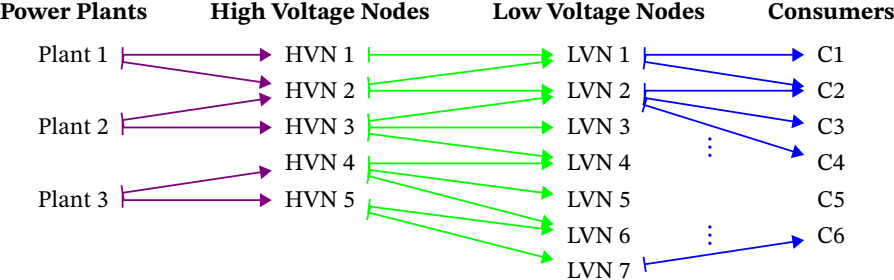 Power Plants High Voltage Nodes Low Voltage Nodes Consumers
Plant 1 HVN 1 LVN 1 C1
HVN 2 LVN 2 C2
Plant 2 HVN 3 LVN 3 C3
HVN 4 LVN 4 C4
Plant 3 HVN 5 LVN 5 C5
LVN 6 C6
LVN 7